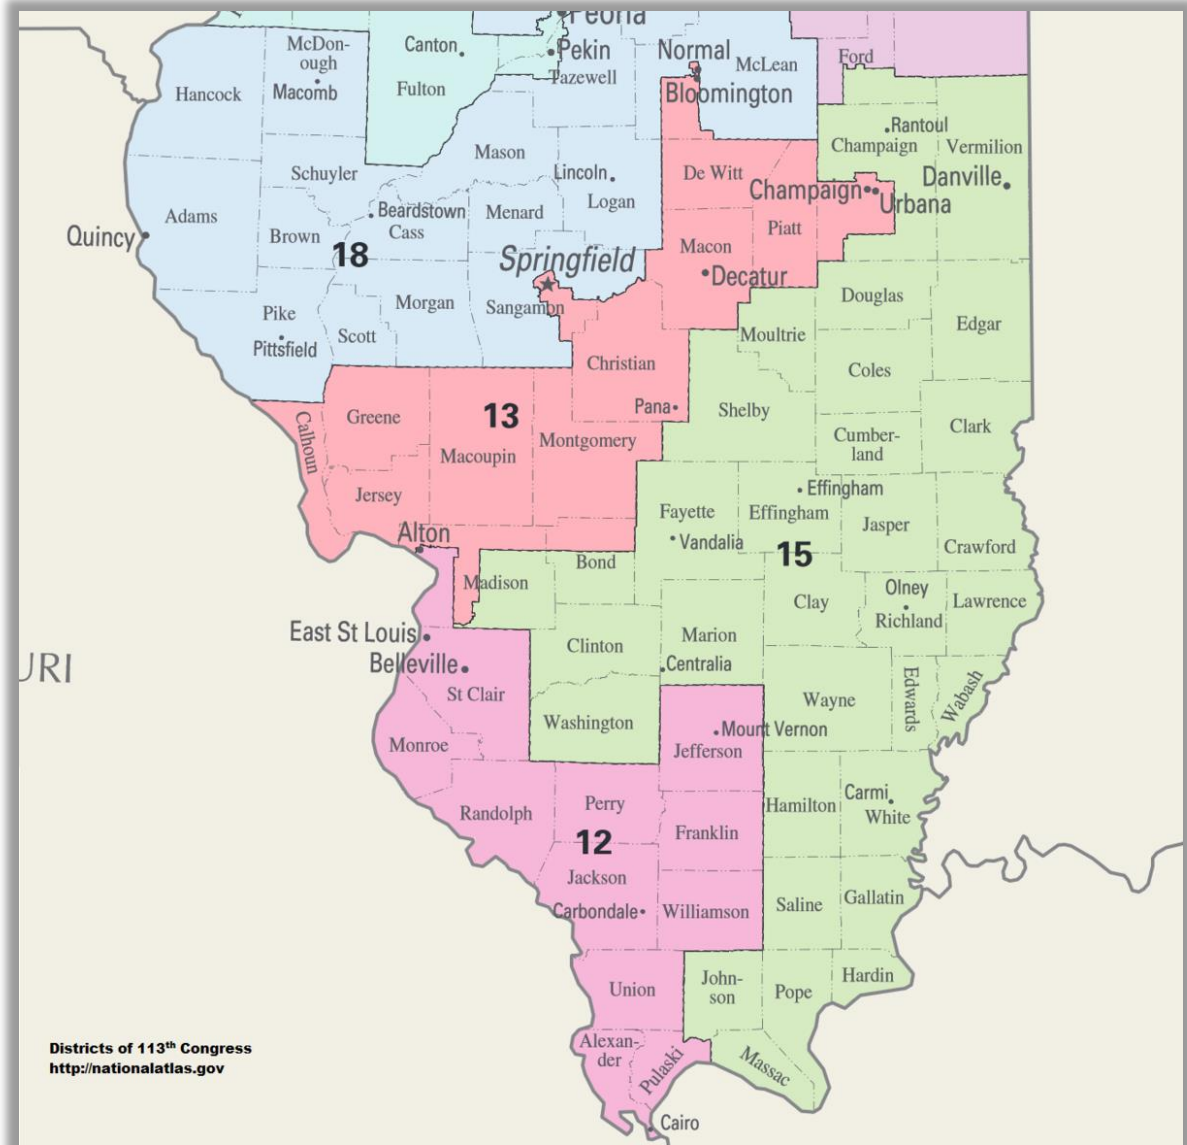 Peoria
McDon-
ough
Canton
Pekin
Normal
Ford
McLean
Tazewell
Hancock
Macomb
Fulton
Bloomington
Rantoul
Champaign
Vermilion
Mason
Schuyler
Lincoln
De Witt
Champaign
Danville
Logan
Urbana
Adams
Beardstown
Menard
Quincy
Brown
Cass
Piatt
18
Macon
Springfield
Decatur
Morgan
Sangamon
Douglas
Pike
Edgar
Scott
Moultrie
Pittsfield
Christian
Coles
Pana
Shelby
Greene
13
Calhoun
Clark
Montgomery
Cumber-
land
Macoupin
Jersey
Effingham
Fayette
Effingham
Jasper
Alton
Vandalia
Crawford
15
Bond
Madison
Olney
Clay
Lawrence
Richland
East St Louis
Clinton
Marion
URI
Belleville
Centralia
St Clair
Wayne
Edwards
Wabash
Washington
Mount Vernon
Monroe
Jefferson
Carmi
Hamilton
Randolph
Perry
White
Franklin
12
Jackson
Gallatin
Carbondale
Williamson
Saline
John-
son
Hardin
Union
Pope
Alexan-
der
Pulaski
Massac
Districts of 113th Congress
http://nationalatlas.gov
Cairo